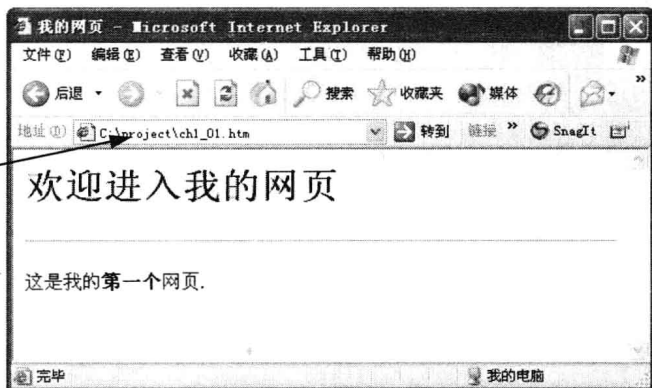 我的网页 - Microsoft Internet Explorer
文件(F) 编辑(E) 查看(V) 收藏(A) 工具(T) 帮助(H)
后退 搜索 收藏夹 媒体 »
地址(D) C:\project\ch1_01.htm 转到 链接 » SnagIt
欢迎进入我的网页
这是我的第一个网页.
完毕 我的电脑